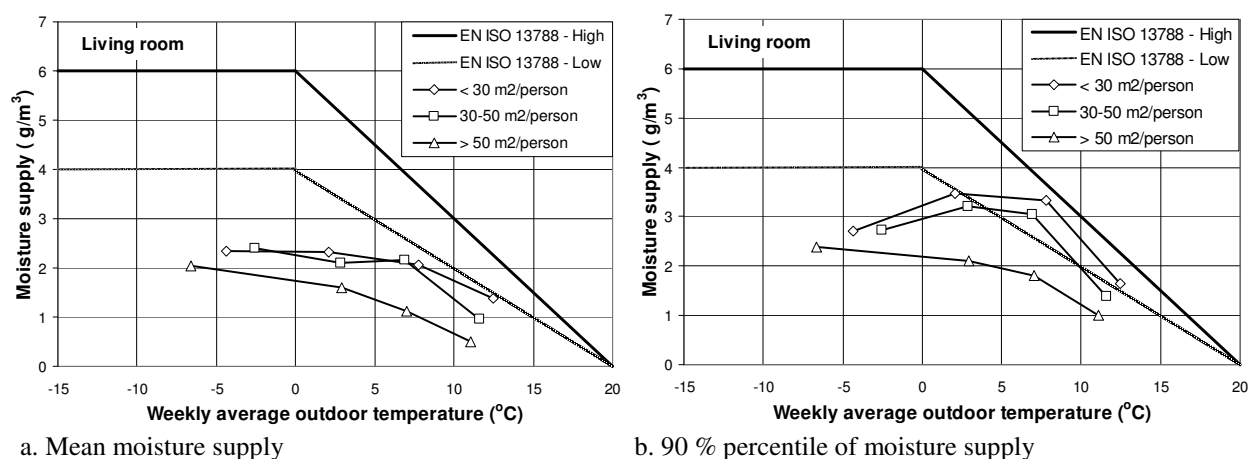 Living room
EN ISO 13788 - High
EN ISO 13788 - Low
< 30 m2/person
30-50 m2/person
> 50 m2/person
Moisture supply ( g/m³)
7
6
5
4
3
2
1
0
-15 -10 -5 0 5 10 15 20
Weekly average outdoor temperature (°C)
a. Mean moisture supply
Living room
EN ISO 13788 - High
EN ISO 13788 - Low
< 30 m2/person
30-50 m2/person
> 50 m2/person
Moisture supply ( g/m³)
7
6
5
4
3
2
1
0
-15 -10 -5 0 5 10 15 20
Weekly average outdoor temperature (°C)
b. 90 % percentile of moisture supply